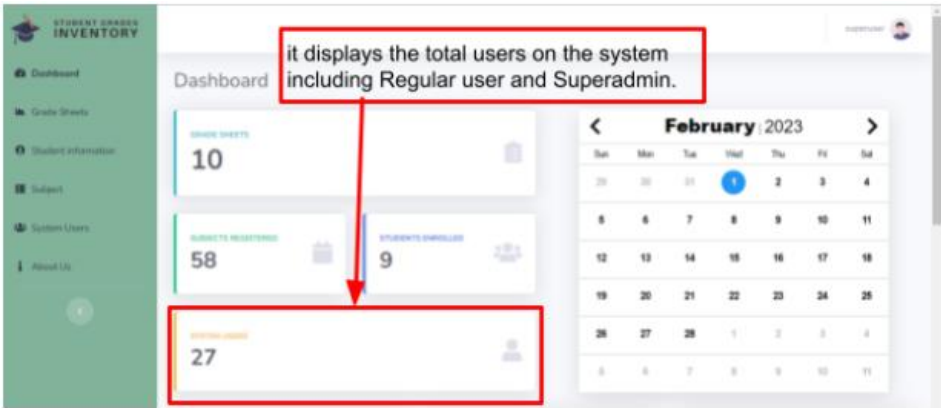 STUDENT GRADES
INVENTORY
superuser
Dashboard
Grade Sheets
Student information
Subject
System Users
About Us
it displays the total users on the system
including Regular user and Superadmin.
Dashboard
GRADE SHEETS
10
SUBJECTS REGISTERED
58
STUDENTS ENROLLED
9
SYSTEM USERS
27
February 2023
Sun Mon Tue Wed Thu Fri Sat
29 30 31 1 2 3 4
5 6 7 8 9 10 11
12 13 14 15 16 17 18
19 20 21 22 23 24 25
26 27 28 1 2 3 4
5 6 7 8 9 10 11